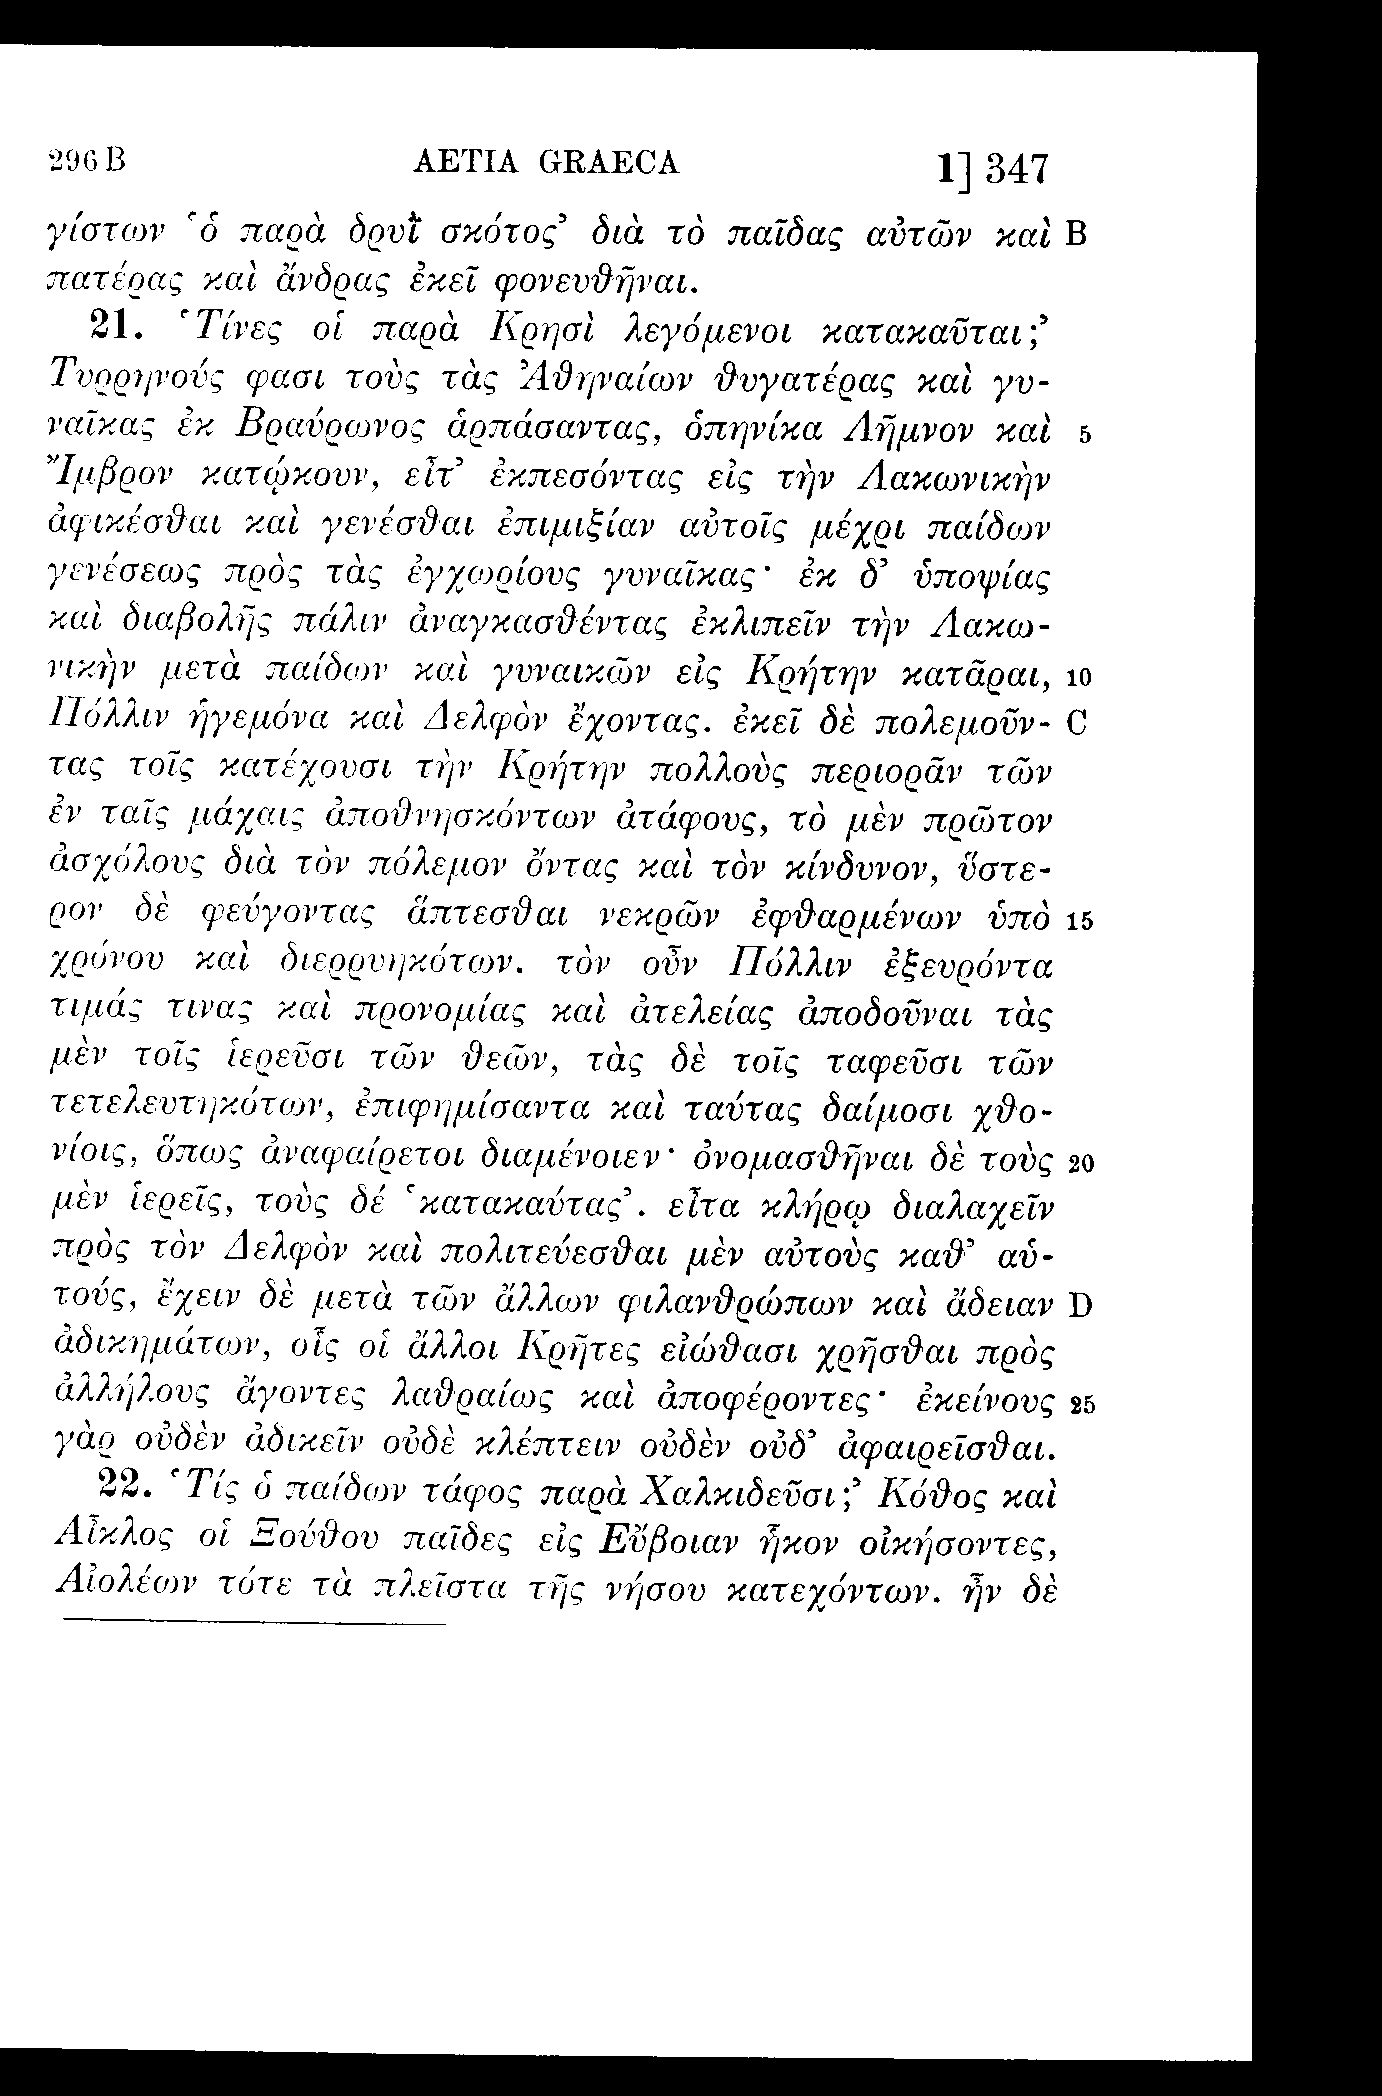 296 B AETIA GRAECA 1] 347
γίστων ‘ὁ παρὰ δρυῒ σκότος’ διὰ τὸ παῖδας αὐτῶν καὶ B
πατέρας καὶ ἄνδρας ἐκεῖ φονευθῆναι.
21. ‘Τίνες οἱ παρὰ Κρησὶ λεγόμενοι κατακαῦται;’
Τυρρηνούς φασι τοὺς τὰς Ἀθηναίων θυγατέρας καὶ γυ-
ναῖκας ἐκ Βραύρωνος ἁρπάσαντας, ὁπηνίκα Λῆμνον καὶ 5
Ἴμβρον κατῴκουν, εἶτ’ ἐκπεσόντας εἰς τὴν Λακωνικὴν
ἀφικέσθαι καὶ γενέσθαι ἐπιμιξίαν αὐτοῖς μέχρι παίδων
γενέσεως πρὸς τὰς ἐγχωρίους γυναῖκας· ἐκ δ’ ὑποψίας
καὶ διαβολῆς πάλιν ἀναγκασθέντας ἐκλιπεῖν τὴν Λακω-
νικὴν μετὰ παίδων καὶ γυναικῶν εἰς Κρήτην κατᾶραι, 10
Πόλλιν ἡγεμόνα καὶ Δελφὸν ἔχοντας. ἐκεῖ δὲ πολεμοῦν- C
τας τοῖς κατέχουσι τὴν Κρήτην πολλοὺς περιορᾶν τῶν
ἐν ταῖς μάχαις ἀποθνησκόντων ἀτάφους, τὸ μὲν πρῶτον
ἀσχόλους διὰ τὸν πόλεμον ὄντας καὶ τὸν κίνδυνον, ὕστε-
ρον δὲ φεύγοντας ἅπτεσθαι νεκρῶν ἐφθαρμένων ὑπὸ 15
χρόνου καὶ διερρυηκότων. τὸν οὖν Πόλλιν ἐξευρόντα
τιμάς τινας καὶ προνομίας καὶ ἀτελείας ἀποδοῦναι τὰς
μὲν τοῖς ἱερεῦσι τῶν θεῶν, τὰς δὲ τοῖς ταφεῦσι τῶν
τετελευτηκότων, ἐπιφημίσαντα καὶ ταύτας δαίμοσι χθο-
νίοις, ὅπως ἀναφαίρετοι διαμένοιεν· ὀνομασθῆναι δὲ τοὺς 20
μὲν ἱερεῖς, τοὺς δέ ‘κατακαύτας’. εἶτα κλήρῳ διαλαχεῖν
πρὸς τὸν Δελφὸν καὶ πολιτεύεσθαι μὲν αὐτοὺς καθ’ αὑ-
τούς, ἔχειν δὲ μετὰ τῶν ἄλλων φιλανθρώπων καὶ ἄδειαν D
ἀδικημάτων, οἷς οἱ ἄλλοι Κρῆτες εἰώθασι χρῆσθαι πρὸς
ἀλλήλους ἄγοντες λαθραίως καὶ ἀποφέροντες· ἐκείνους 25
γὰρ οὐδὲν ἀδικεῖν οὐδὲ κλέπτειν οὐδὲν οὐδ’ ἀφαιρεῖσθαι.
22. ‘Τίς ὁ παίδων τάφος παρὰ Χαλκιδεῦσι;’ Κόθος καὶ
Αἶκλος οἱ Ξούθου παῖδες εἰς Εὔβοιαν ἧκον οἰκήσοντες,
Αἰολέων τότε τὰ πλεῖστα τῆς νήσου κατεχόντων. ἦν δὲ